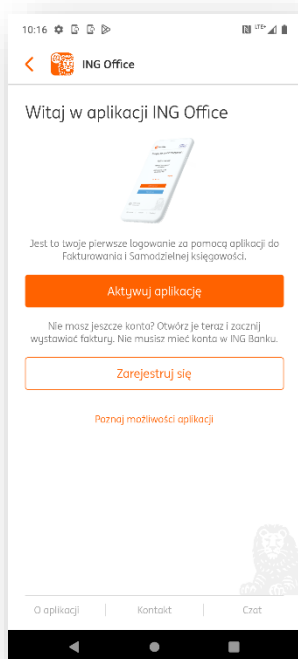 10:16
LTE+
ING Office
Witaj w aplikacji ING Office
Jest to twoje pierwsze logowanie za pomocą aplikacji do
Fakturowania i Samodzielnej księgowości.
Aktywuj aplikację
Nie masz jeszcze konta? Otwórz je teraz i zacznij
wystawiać faktury. Nie musisz mieć konta w ING Banku.
Zarejestruj się
Poznaj możliwości aplikacji
O aplikacji Kontakt Czat